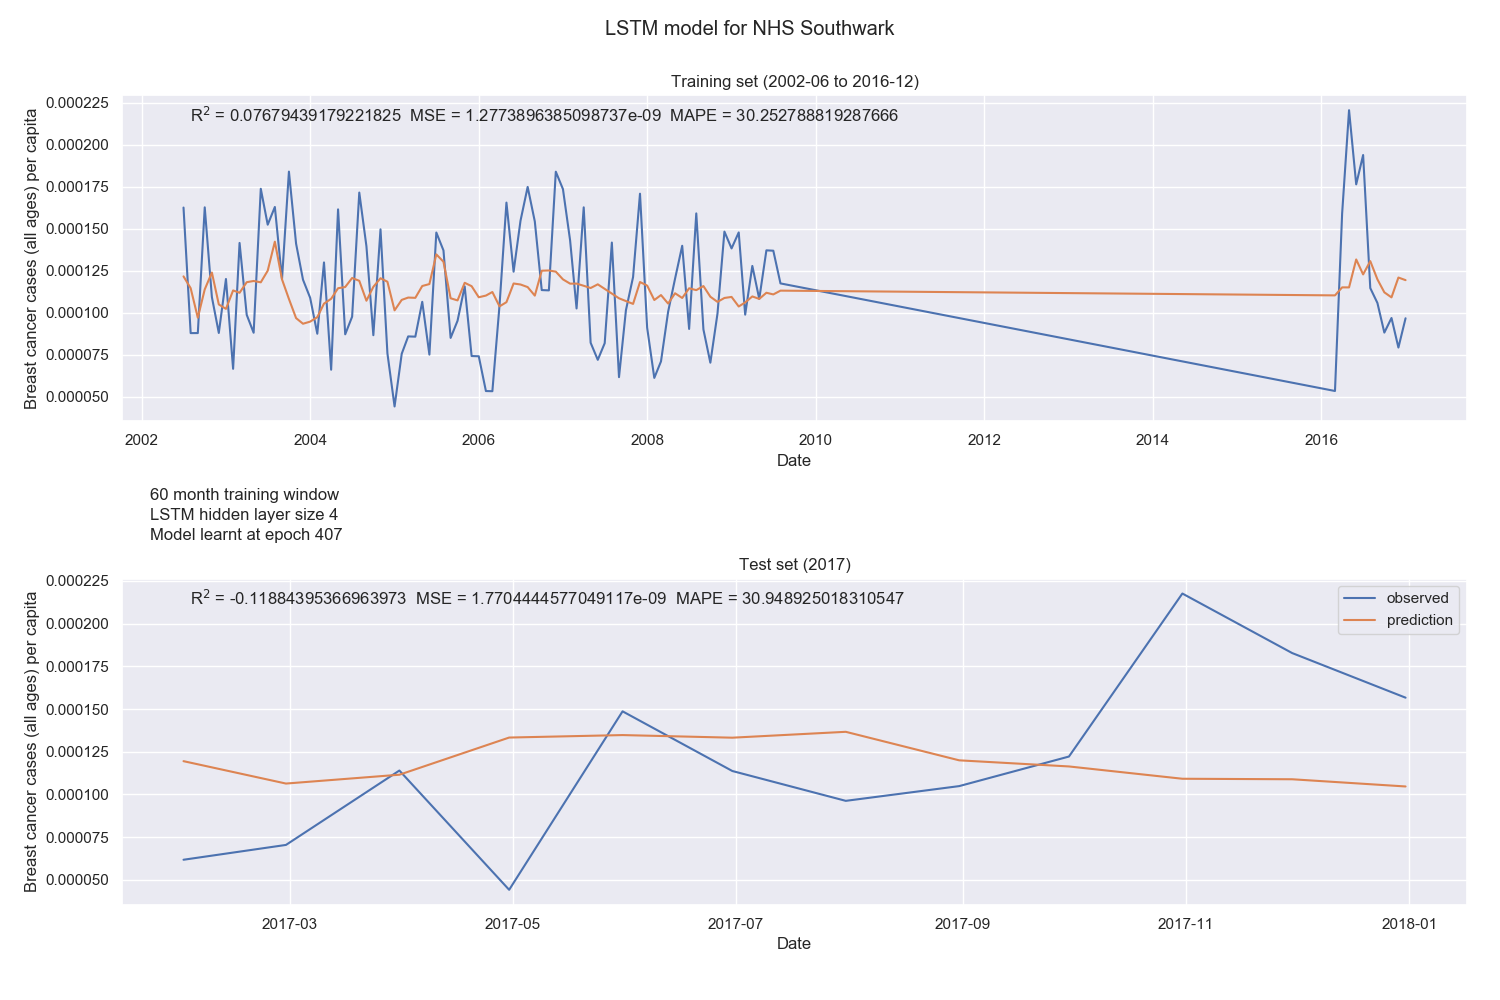 LSTM model for NHS Southwark
Training set (2002-06 to 2016-12)
R² = 0.07679439179221825 MSE = 1.2773896385098737e-09 MAPE = 30.252788819287666
Breast cancer cases (all ages) per capita
0.000225
0.000200
0.000175
0.000150
0.000125
0.000100
0.000075
0.000050
2002 2004 2006 2008 2010 2012 2014 2016
Date
60 month training window
LSTM hidden layer size 4
Model learnt at epoch 407
Test set (2017)
R² = -0.11884395366963973 MSE = 1.7704444577049117e-09 MAPE = 30.948925018310547
observed
prediction
Breast cancer cases (all ages) per capita
0.000225
0.000200
0.000175
0.000150
0.000125
0.000100
0.000075
0.000050
2017-03 2017-05 2017-07 2017-09 2017-11 2018-01
Date